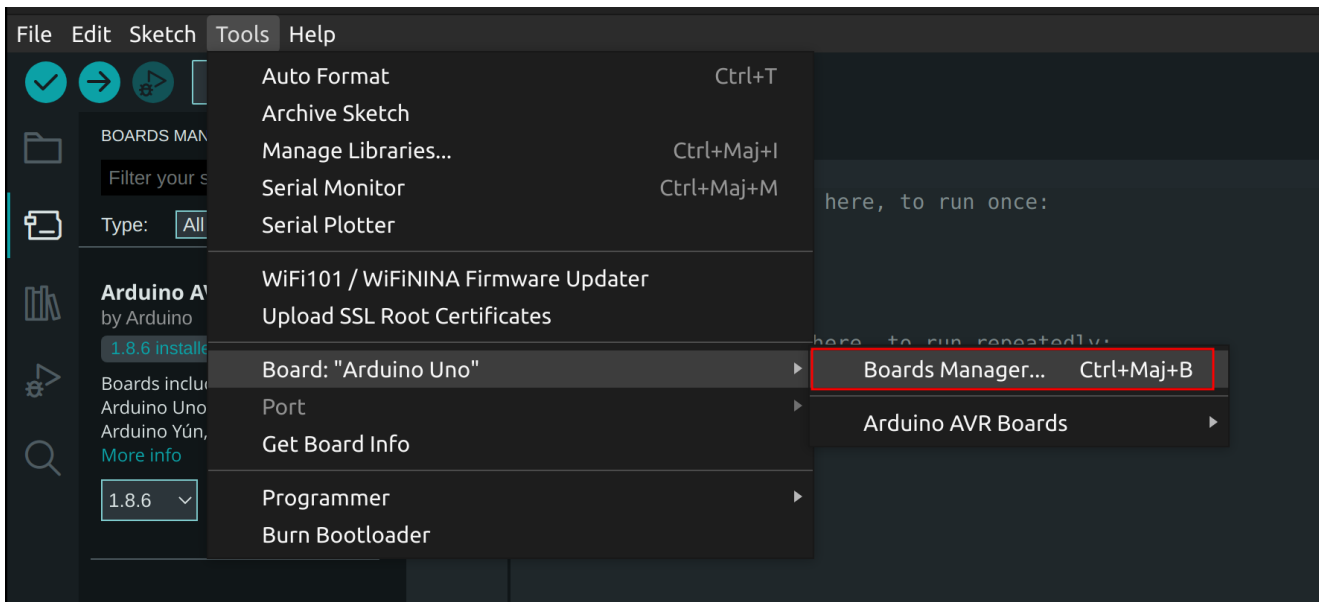 File Edit Sketch Tools Help
Auto Format Ctrl+T
Archive Sketch
BOARDS MAN
Manage Libraries... Ctrl+Maj+I
Filter your s
Serial Monitor Ctrl+Maj+M
here, to run once:
Type: All
Serial Plotter
WiFi101 / WiFiNINA Firmware Updater
Arduino A
by Arduino
Upload SSL Root Certificates
1.8.6 installe
here, to run repeatedly:
Board: "Arduino Uno"
Boards Manager... Ctrl+Maj+B
Boards inclu
Arduino Uno
Port
Arduino AVR Boards
Arduino Yún,
Get Board Info
More info
1.8.6
Programmer
Burn Bootloader